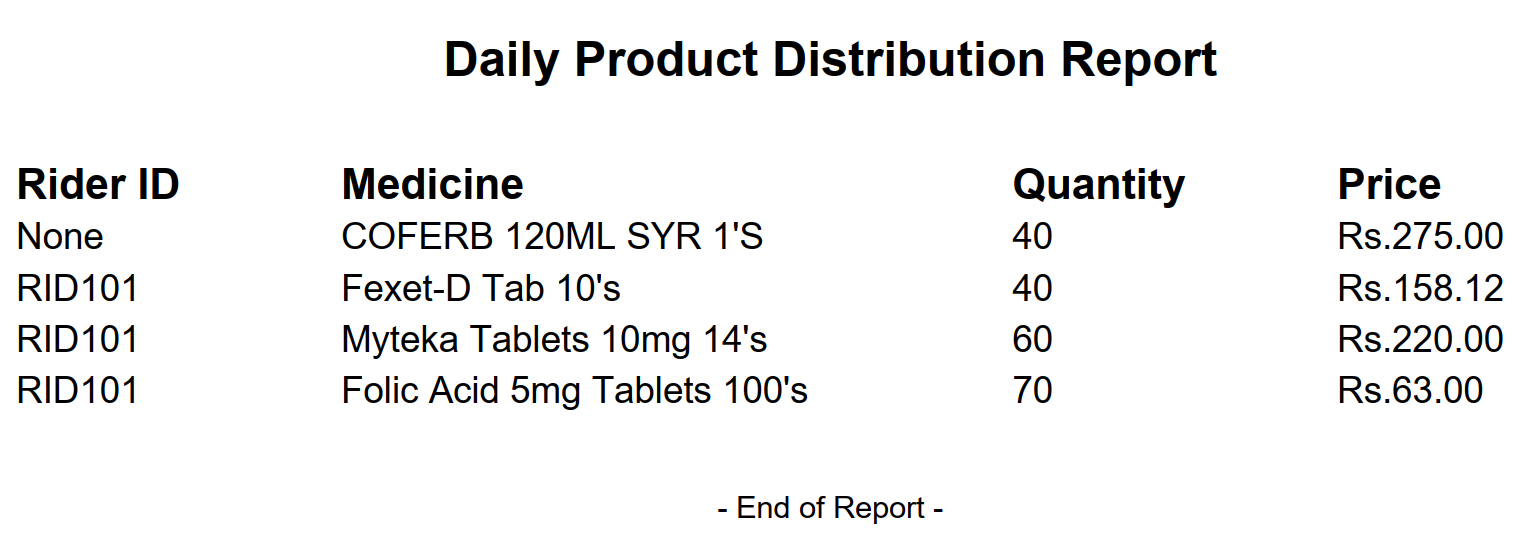 Daily Product Distribution Report
Rider ID Medicine Quantity Price
None COFERB 120ML SYR 1'S 40 Rs.275.00
RID101 Fexet-D Tab 10's 40 Rs.158.12
RID101 Myteka Tablets 10mg 14's 60 Rs.220.00
RID101 Folic Acid 5mg Tablets 100's 70 Rs.63.00
- End of Report -